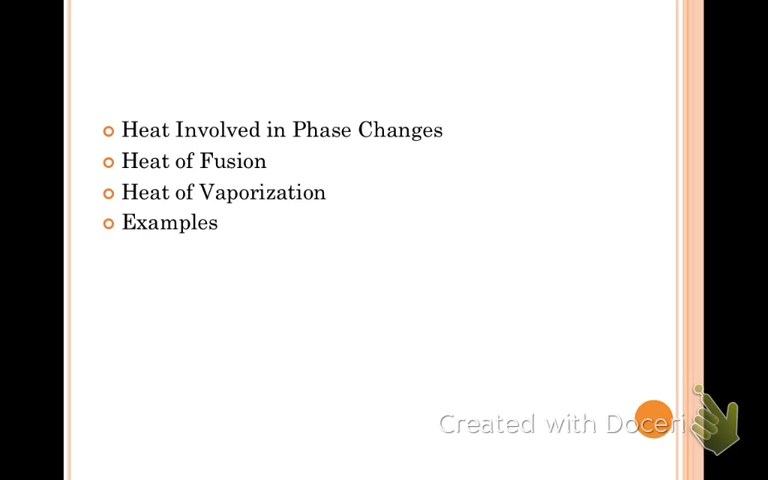 Heat Involved in Phase Changes
Heat of Fusion
Heat of Vaporization
Examples
Created with Doceri